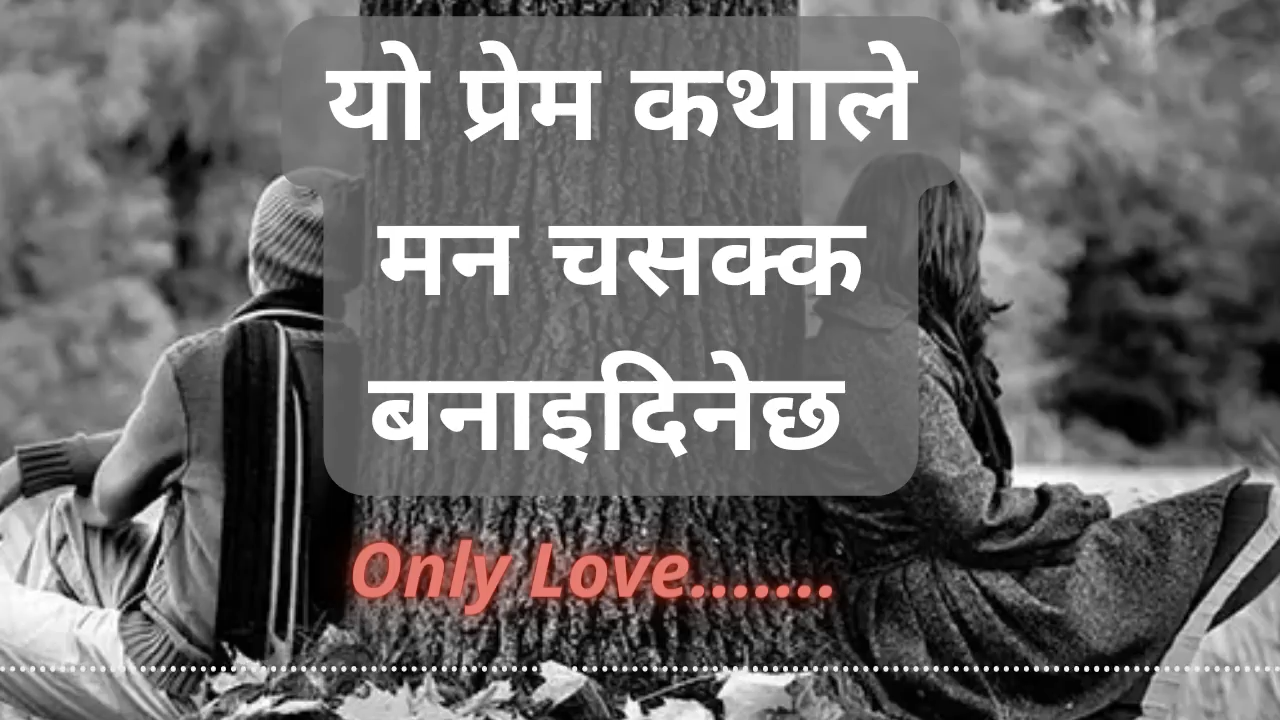 यो प्रेम कथाले
मन चसक्क
बनाइदिनेछ
Only Love.......